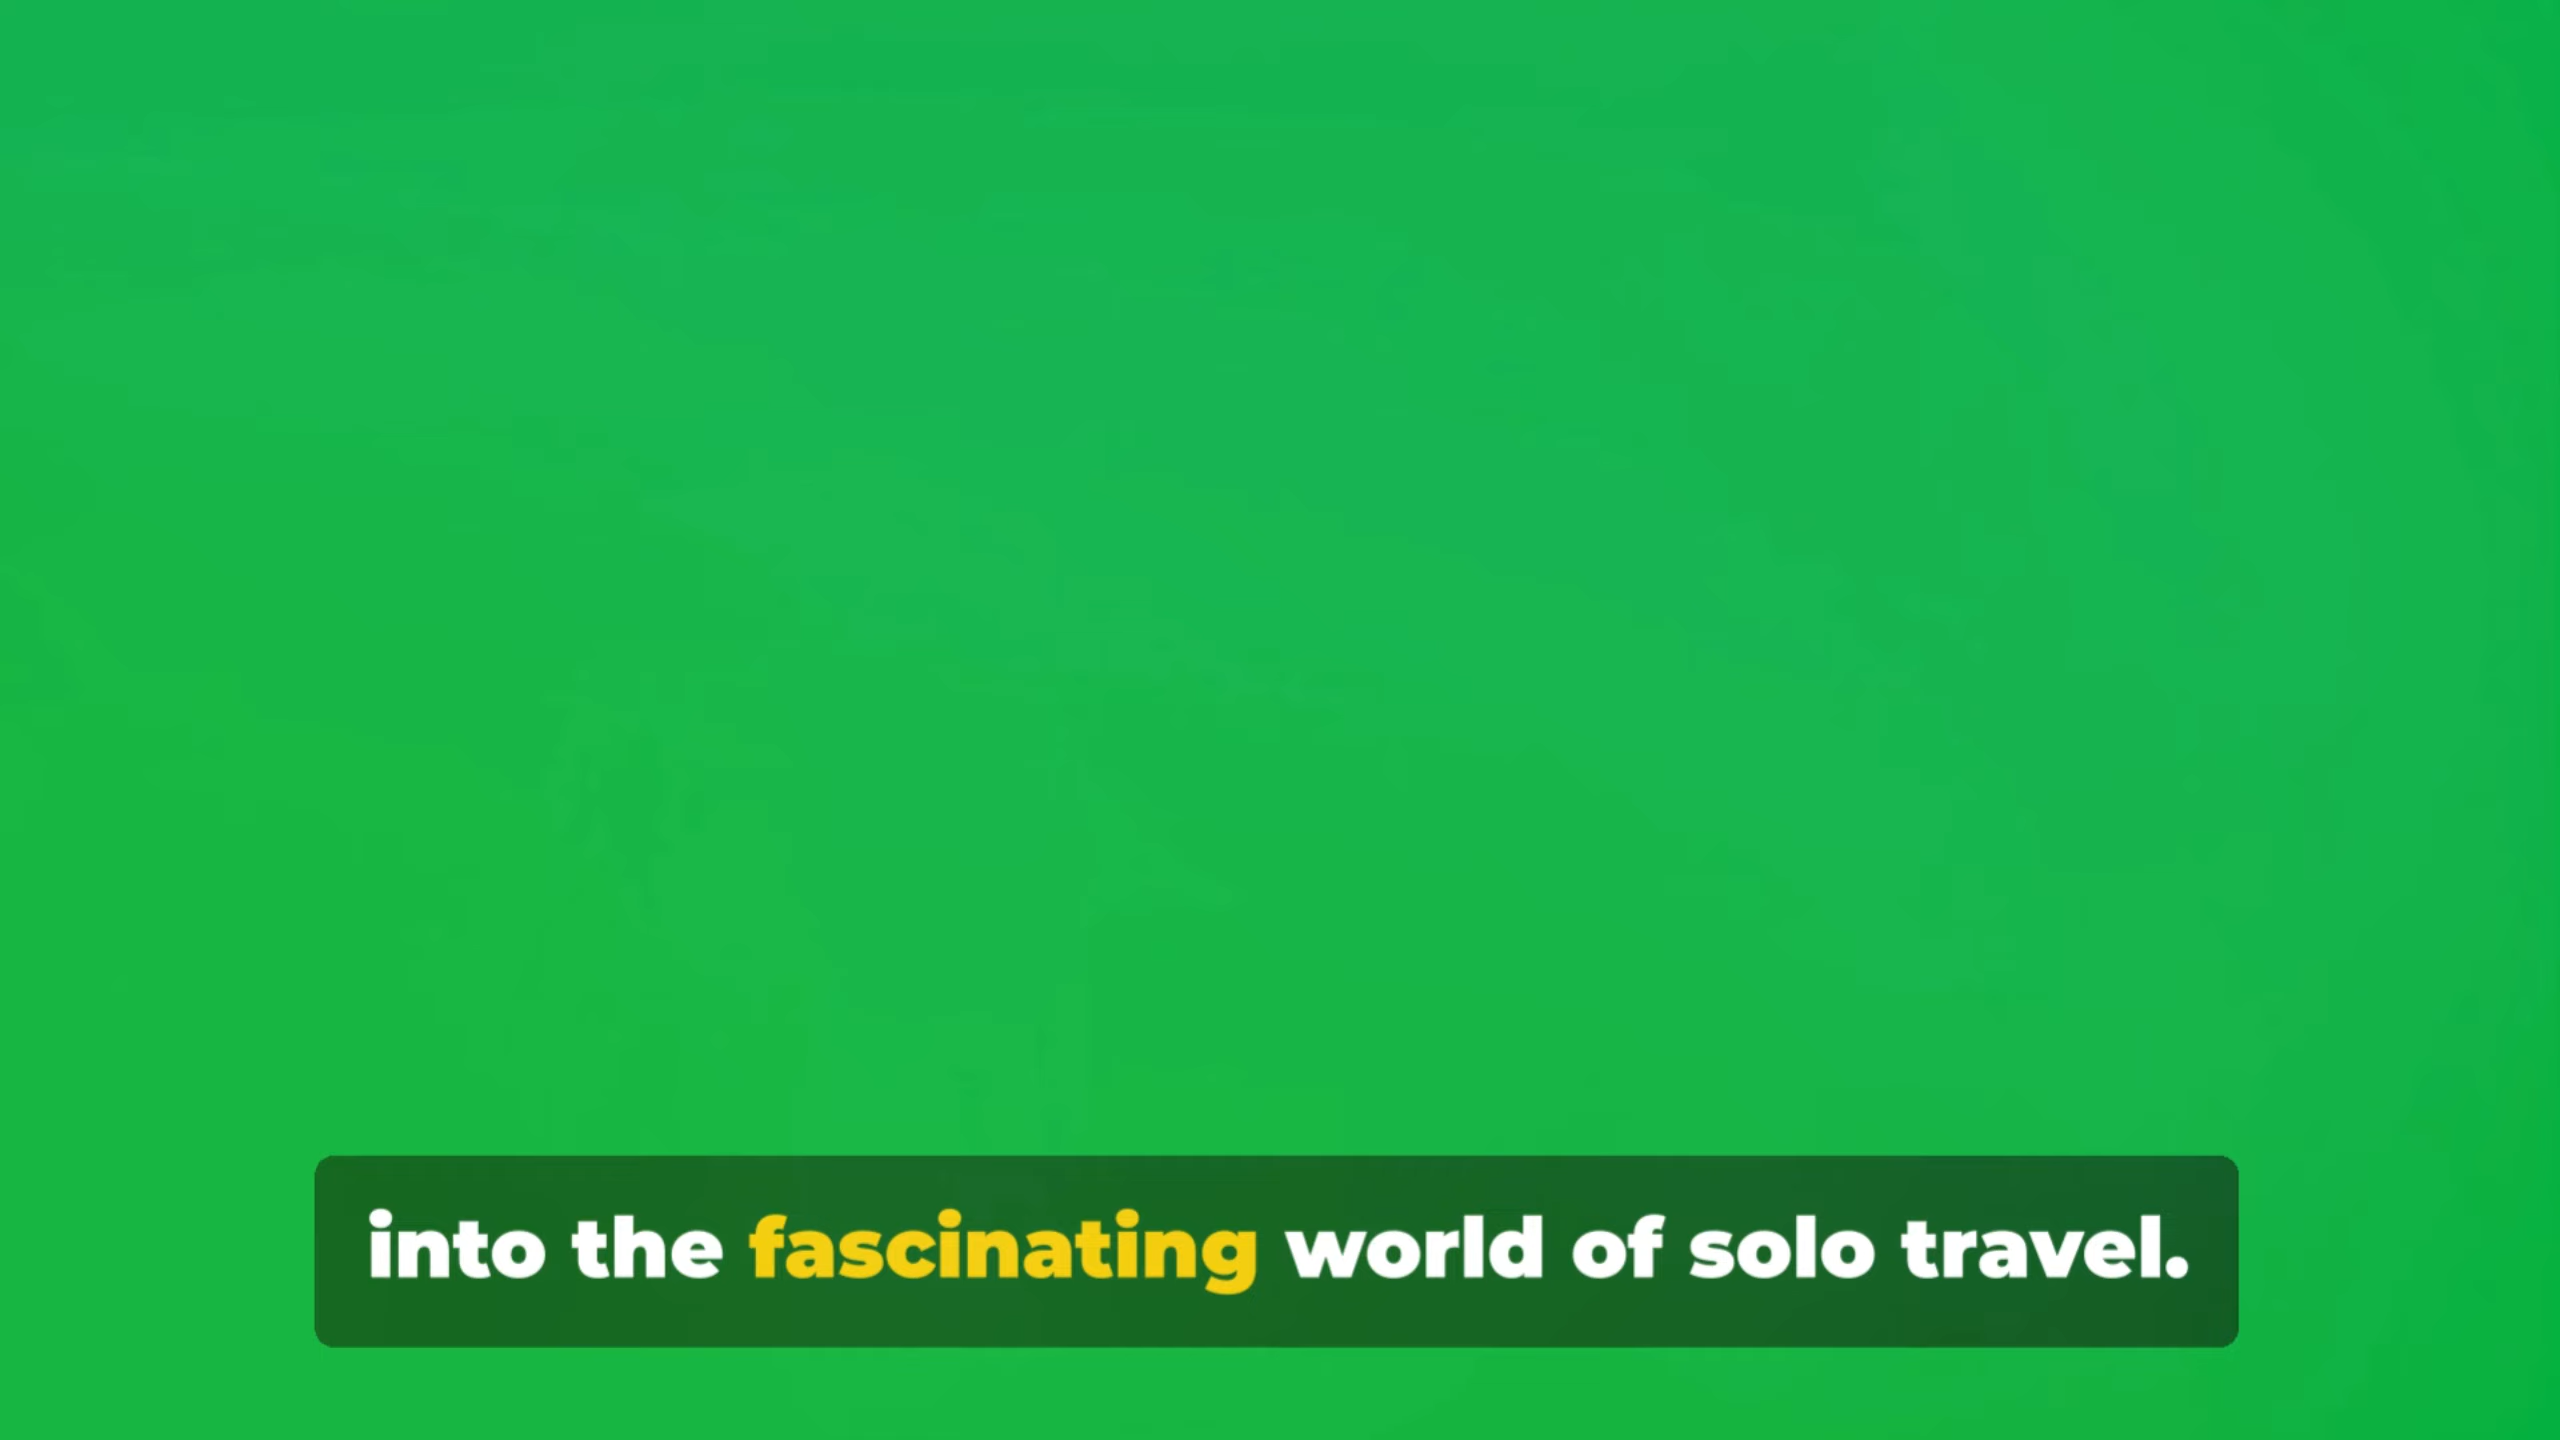 into the fascinating world of solo travel.